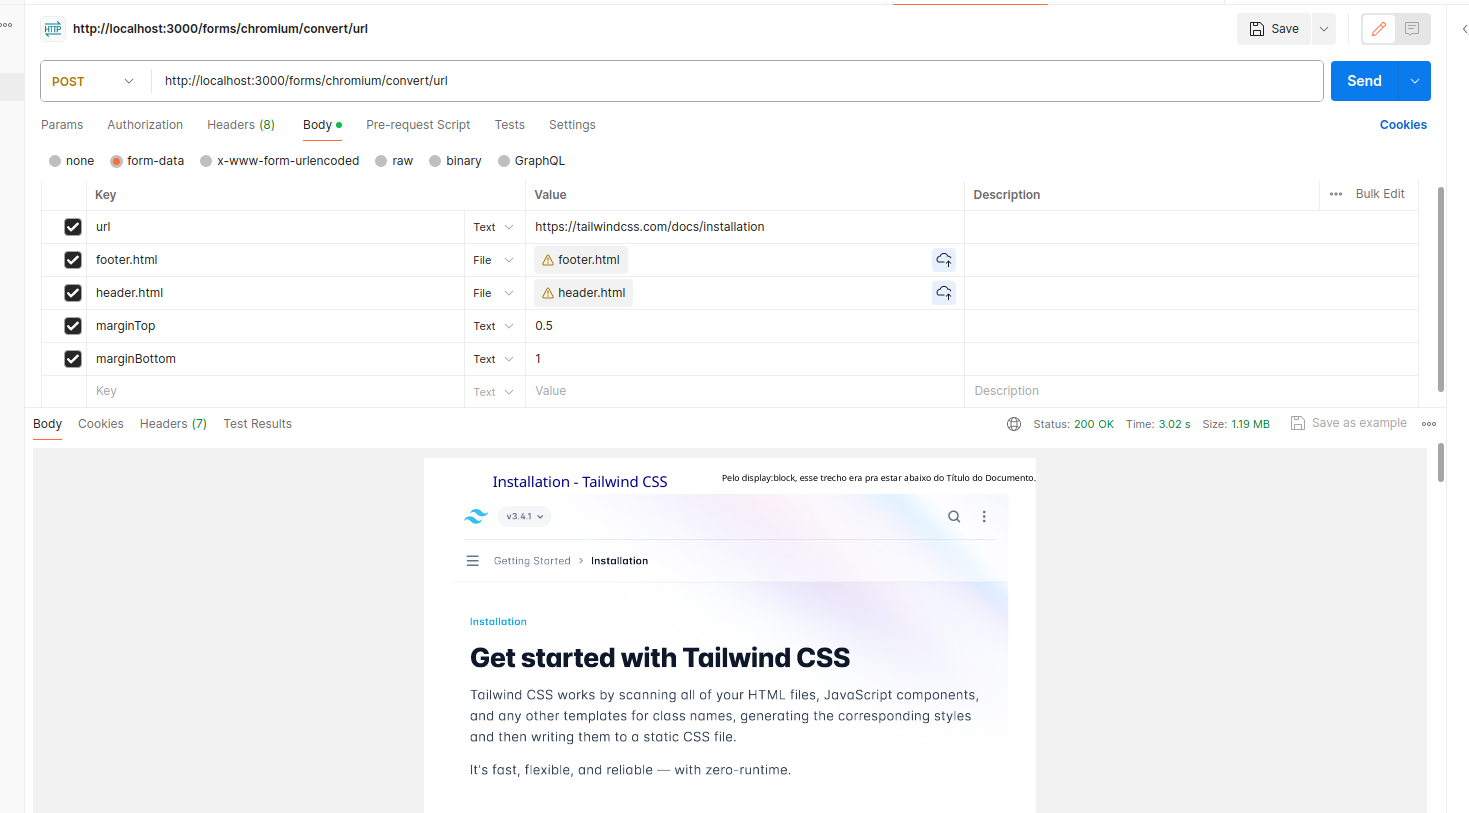 HTTP http://localhost:3000/forms/chromium/convert/url Save
POST http://localhost:3000/forms/chromium/convert/url Send
Params Authorization Headers (8) Body Pre-request Script Tests Settings Cookies
none form-data x-www-form-urlencoded raw binary GraphQL
Key Value Description Bulk Edit
url Text https://tailwindcss.com/docs/installation
footer.html File footer.html
header.html File header.html
marginTop Text 0.5
marginBottom Text 1
Key Text Value Description
Body Cookies Headers (7) Test Results Status: 200 OK Time: 3.02 s Size: 1.19 MB Save as example
Installation - Tailwind CSS Pelo display:block, esse trecho era pra estar abaixo do Título do Documento.
v3.4.1
Getting Started Installation
Installation
Get started with Tailwind CSS
Tailwind CSS works by scanning all of your HTML files, JavaScript components,
and any other templates for class names, generating the corresponding styles
and then writing them to a static CSS file.
It's fast, flexible, and reliable — with zero-runtime.